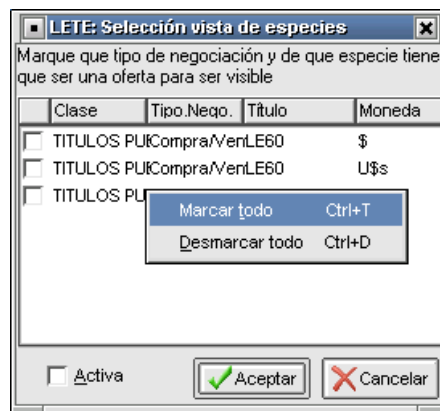 LETE: Selección vista de especies
Marque que tipo de negociación y de que especie tiene
que ser una oferta para ser visible
Clase Tipo.Nego. Título Moneda
TITULOS PU Compra/Ven LE60 $
TITULOS PU Compra/Ven LE60 U$s
TITULOS PU
Marcar todo Ctrl+T
Desmarcar todo Ctrl+D
Activa Aceptar Cancelar